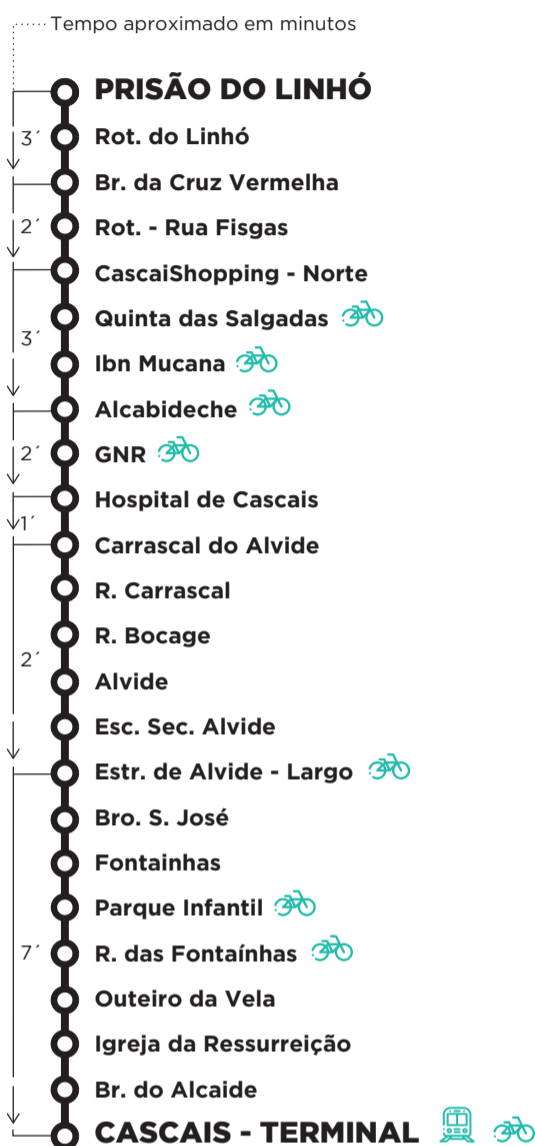 Tempo aproximado em minutos
PRISÃO DO LINHÓ
3´
Rot. do Linhó
Br. da Cruz Vermelha
2´
Rot. - Rua Fisgas
CascaiShopping - Norte
Quinta das Salgadas
3´
Ibn Mucana
Alcabideche
2´
GNR
Hospital de Cascais
1´
Carrascal do Alvide
R. Carrascal
R. Bocage
2´
Alvide
Esc. Sec. Alvide
Estr. de Alvide - Largo
Bro. S. José
Fontainhas
Parque Infantil
7´
R. das Fontaínhas
Outeiro da Vela
Igreja da Ressurreição
Br. do Alcaide
CASCAIS - TERMINAL